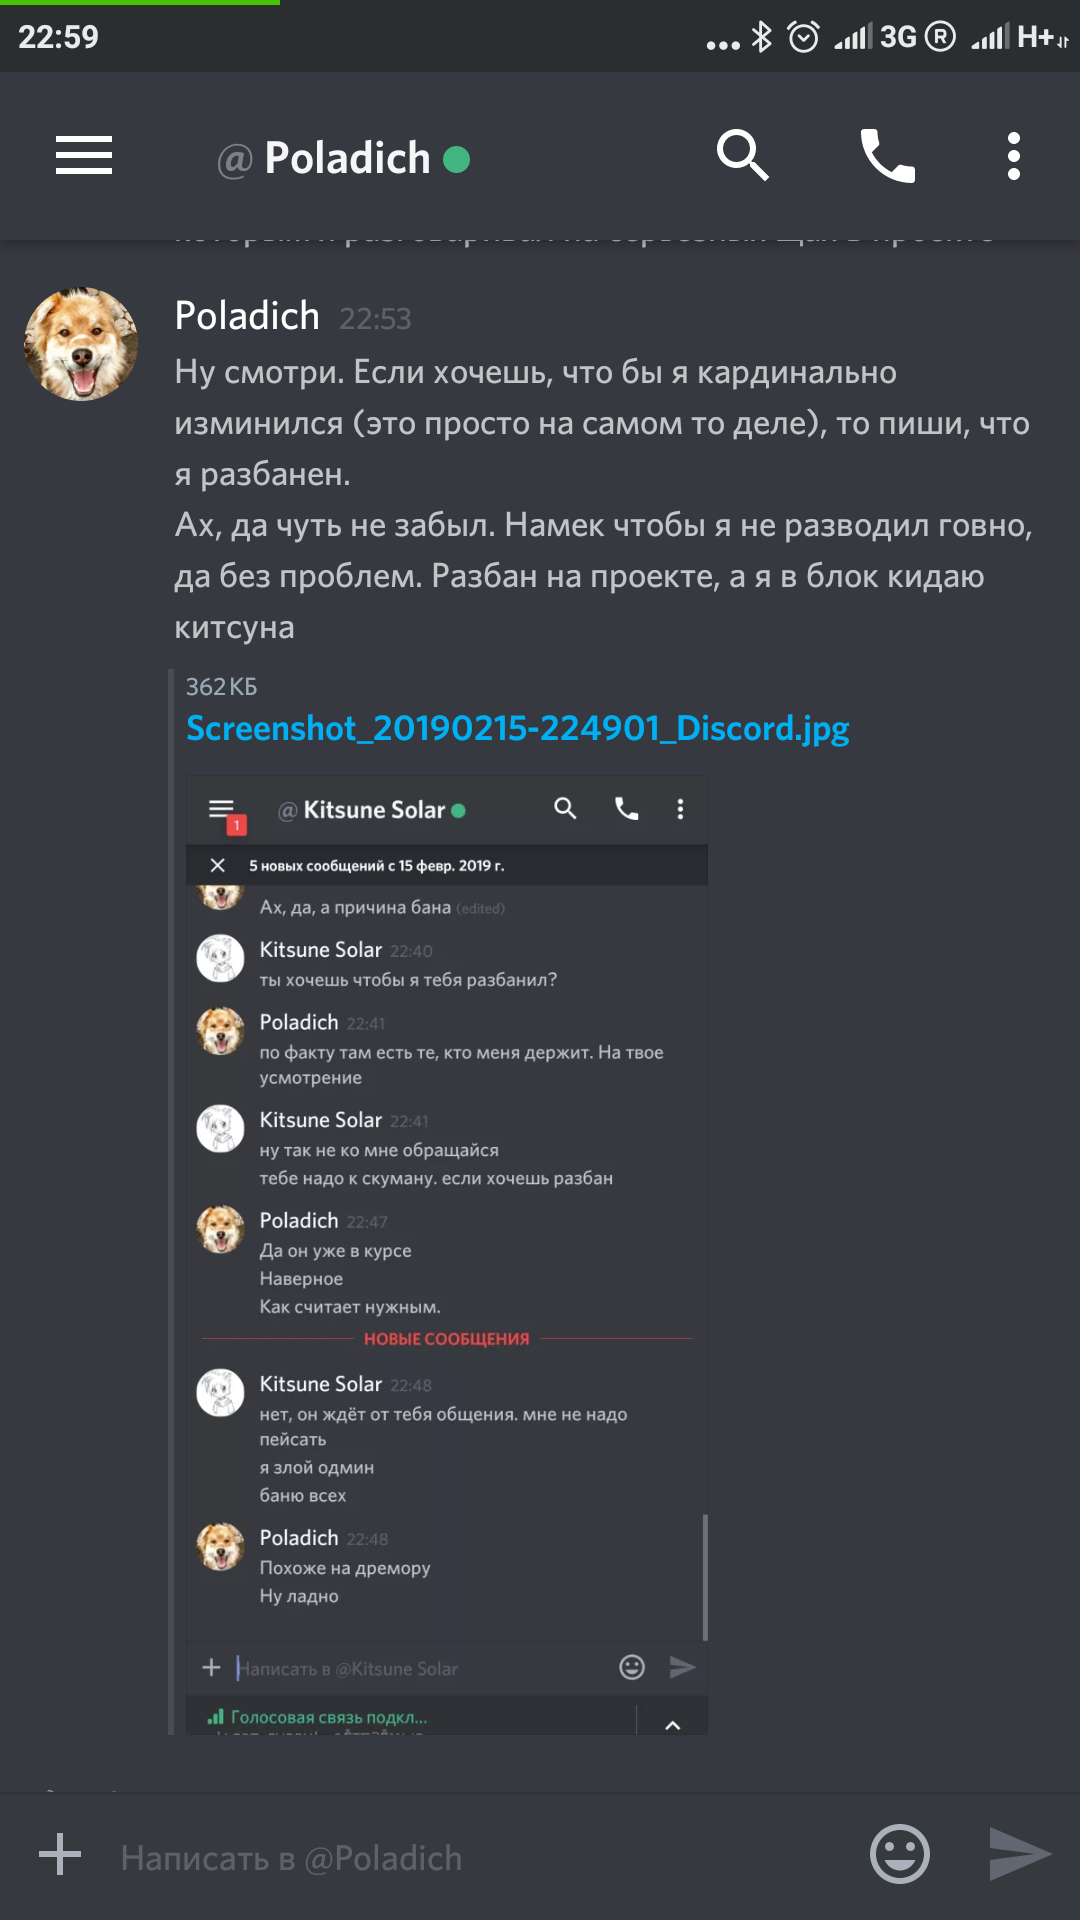 22:59
3G R H+
@ Poladich
Poladich 22:53
Ну смотри. Если хочешь, что бы я кардинально
изминился (это просто на самом то деле), то пиши, что
я разбанен.
Ах, да чуть не забыл. Намек чтобы я не разводил говно,
да без проблем. Разбан на проекте, а я в блок кидаю
китсуна
362 КБ
Screenshot_20190215-224901_Discord.jpg
1
@ Kitsune Solar
5 новых сообщений с 15 февр. 2019 г.
Ах, да, а причина бана (edited)
Kitsune Solar 22:40
ты хочешь чтобы я тебя разбанил?
Poladich 22:41
по факту там есть те, кто меня держит. На твое
усмотрение
Kitsune Solar 22:41
ну так не ко мне обращайся
тебе надо к скуману. если хочешь разбан
Poladich 22:47
Да он уже в курсе
Наверное
Как считает нужным.
НОВЫЕ СООБЩЕНИЯ
Kitsune Solar 22:48
нет, он ждёт от тебя общения. мне не надо
пейсать
я злой одмин
баню всех
Poladich 22:48
Похоже на дремору
Ну ладно
Написать в @Kitsune Solar
Голосовая связь подкл...
Написать в @Poladich